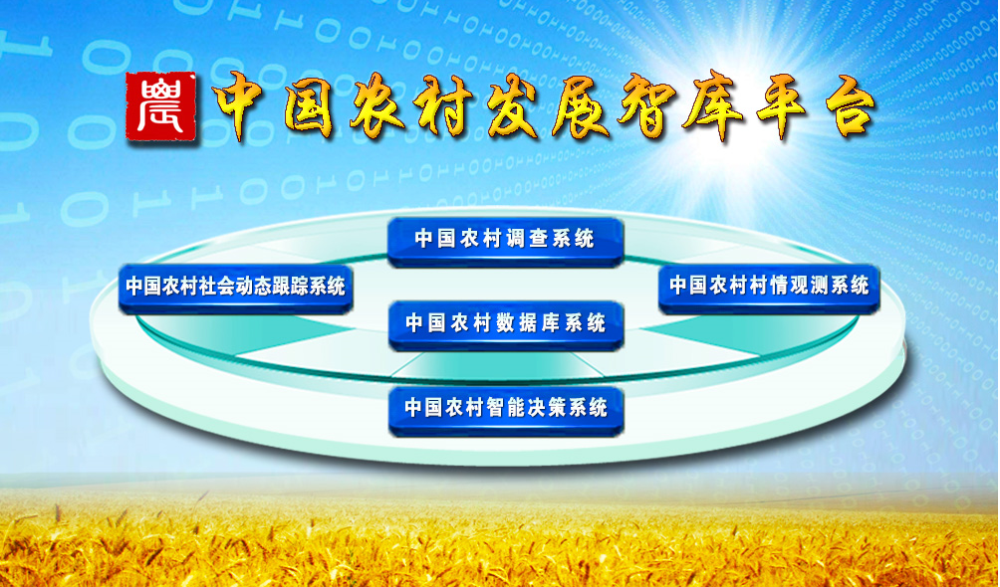 農 中国农村发展智库平台
中国农村调查系统
中国农村社会动态跟踪系统
中国农村村情观测系统
中国农村数据库系统
中国农村智能决策系统